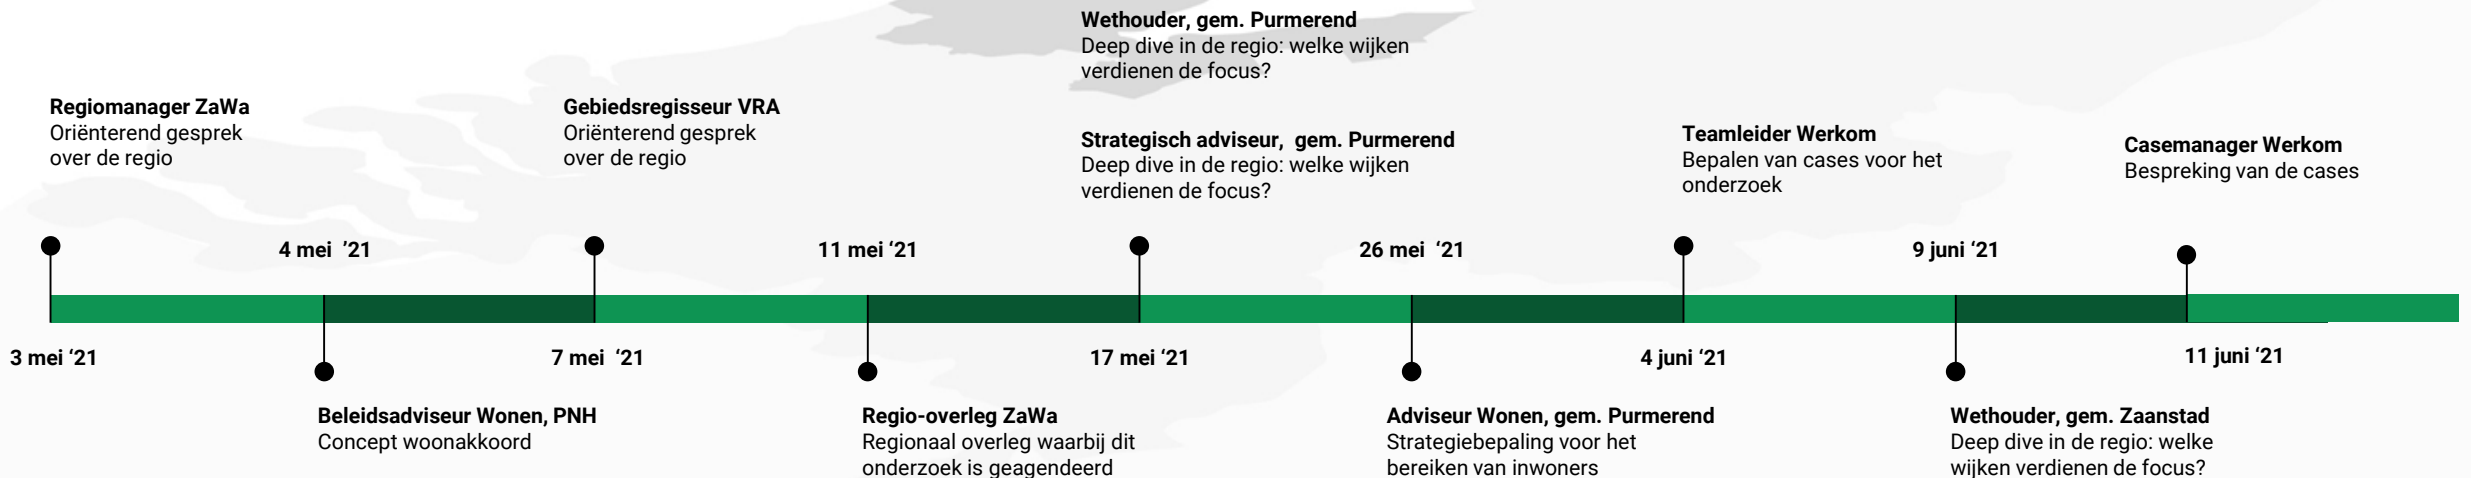 Wethouder, gem. Purmerend
Deep dive in de regio: welke wijken
verdienen de focus?
Regiomanager ZaWa
Oriënterend gesprek
over de regio
Gebiedsregisseur VRA
Oriënterend gesprek
over de regio
Strategisch adviseur,  gem. Purmerend
Deep dive in de regio: welke wijken
verdienen de focus?
Teamleider Werkom
Bepalen van cases voor het
onderzoek
Casemanager Werkom
Bespreking van de cases
4 mei  ’21
11 mei ‘21
26 mei  ‘21
9 juni ‘21
3 mei ‘21
7 mei  ‘21
17 mei ‘21
4 juni ‘21
11 juni ‘21
Beleidsadviseur Wonen, PNH
Concept woonakkoord
Regio-overleg ZaWa
Regionaal overleg waarbij dit
onderzoek is geagendeerd
Adviseur Wonen, gem. Purmerend
Strategiebepaling voor het
bereiken van inwoners
Wethouder, gem. Zaanstad
Deep dive in de regio: welke
wijken verdienen de focus?